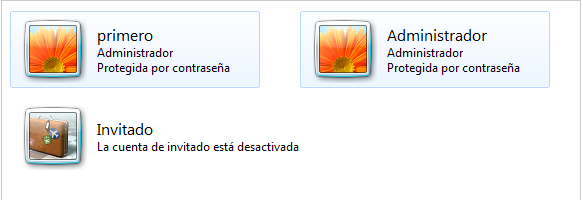 primero
Administrador
Protegida por contraseña
Administrador
Administrador
Protegida por contraseña
Invitado
La cuenta de invitado está desactivada